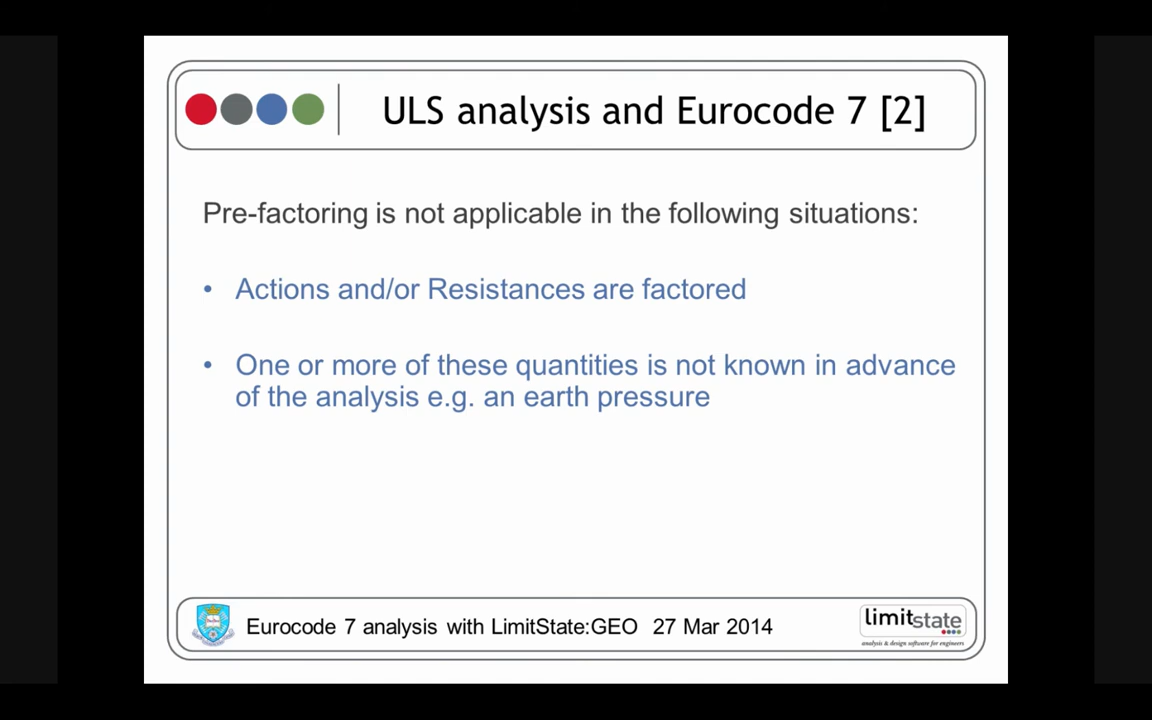 ULS analysis and Eurocode 7 [2]
Pre-factoring is not applicable in the following situations:
• Actions and/or Resistances are factored
• One or more of these quantities is not known in advance
of the analysis e.g. an earth pressure
Eurocode 7 analysis with LimitState:GEO 27 Mar 2014
limitstate
analysis & design software for engineers